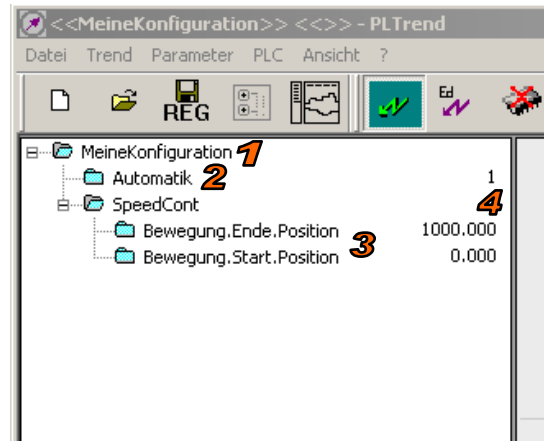 <<MeineKonfiguration>> <<>> - PLTrend
Datei Trend Parameter PLC Ansicht ?
REG Ed
MeineKonfiguration 1
Automatik 2 1
SpeedCont 4
Bewegung.Ende.Position 1000.000
3
Bewegung.Start.Position 0.000